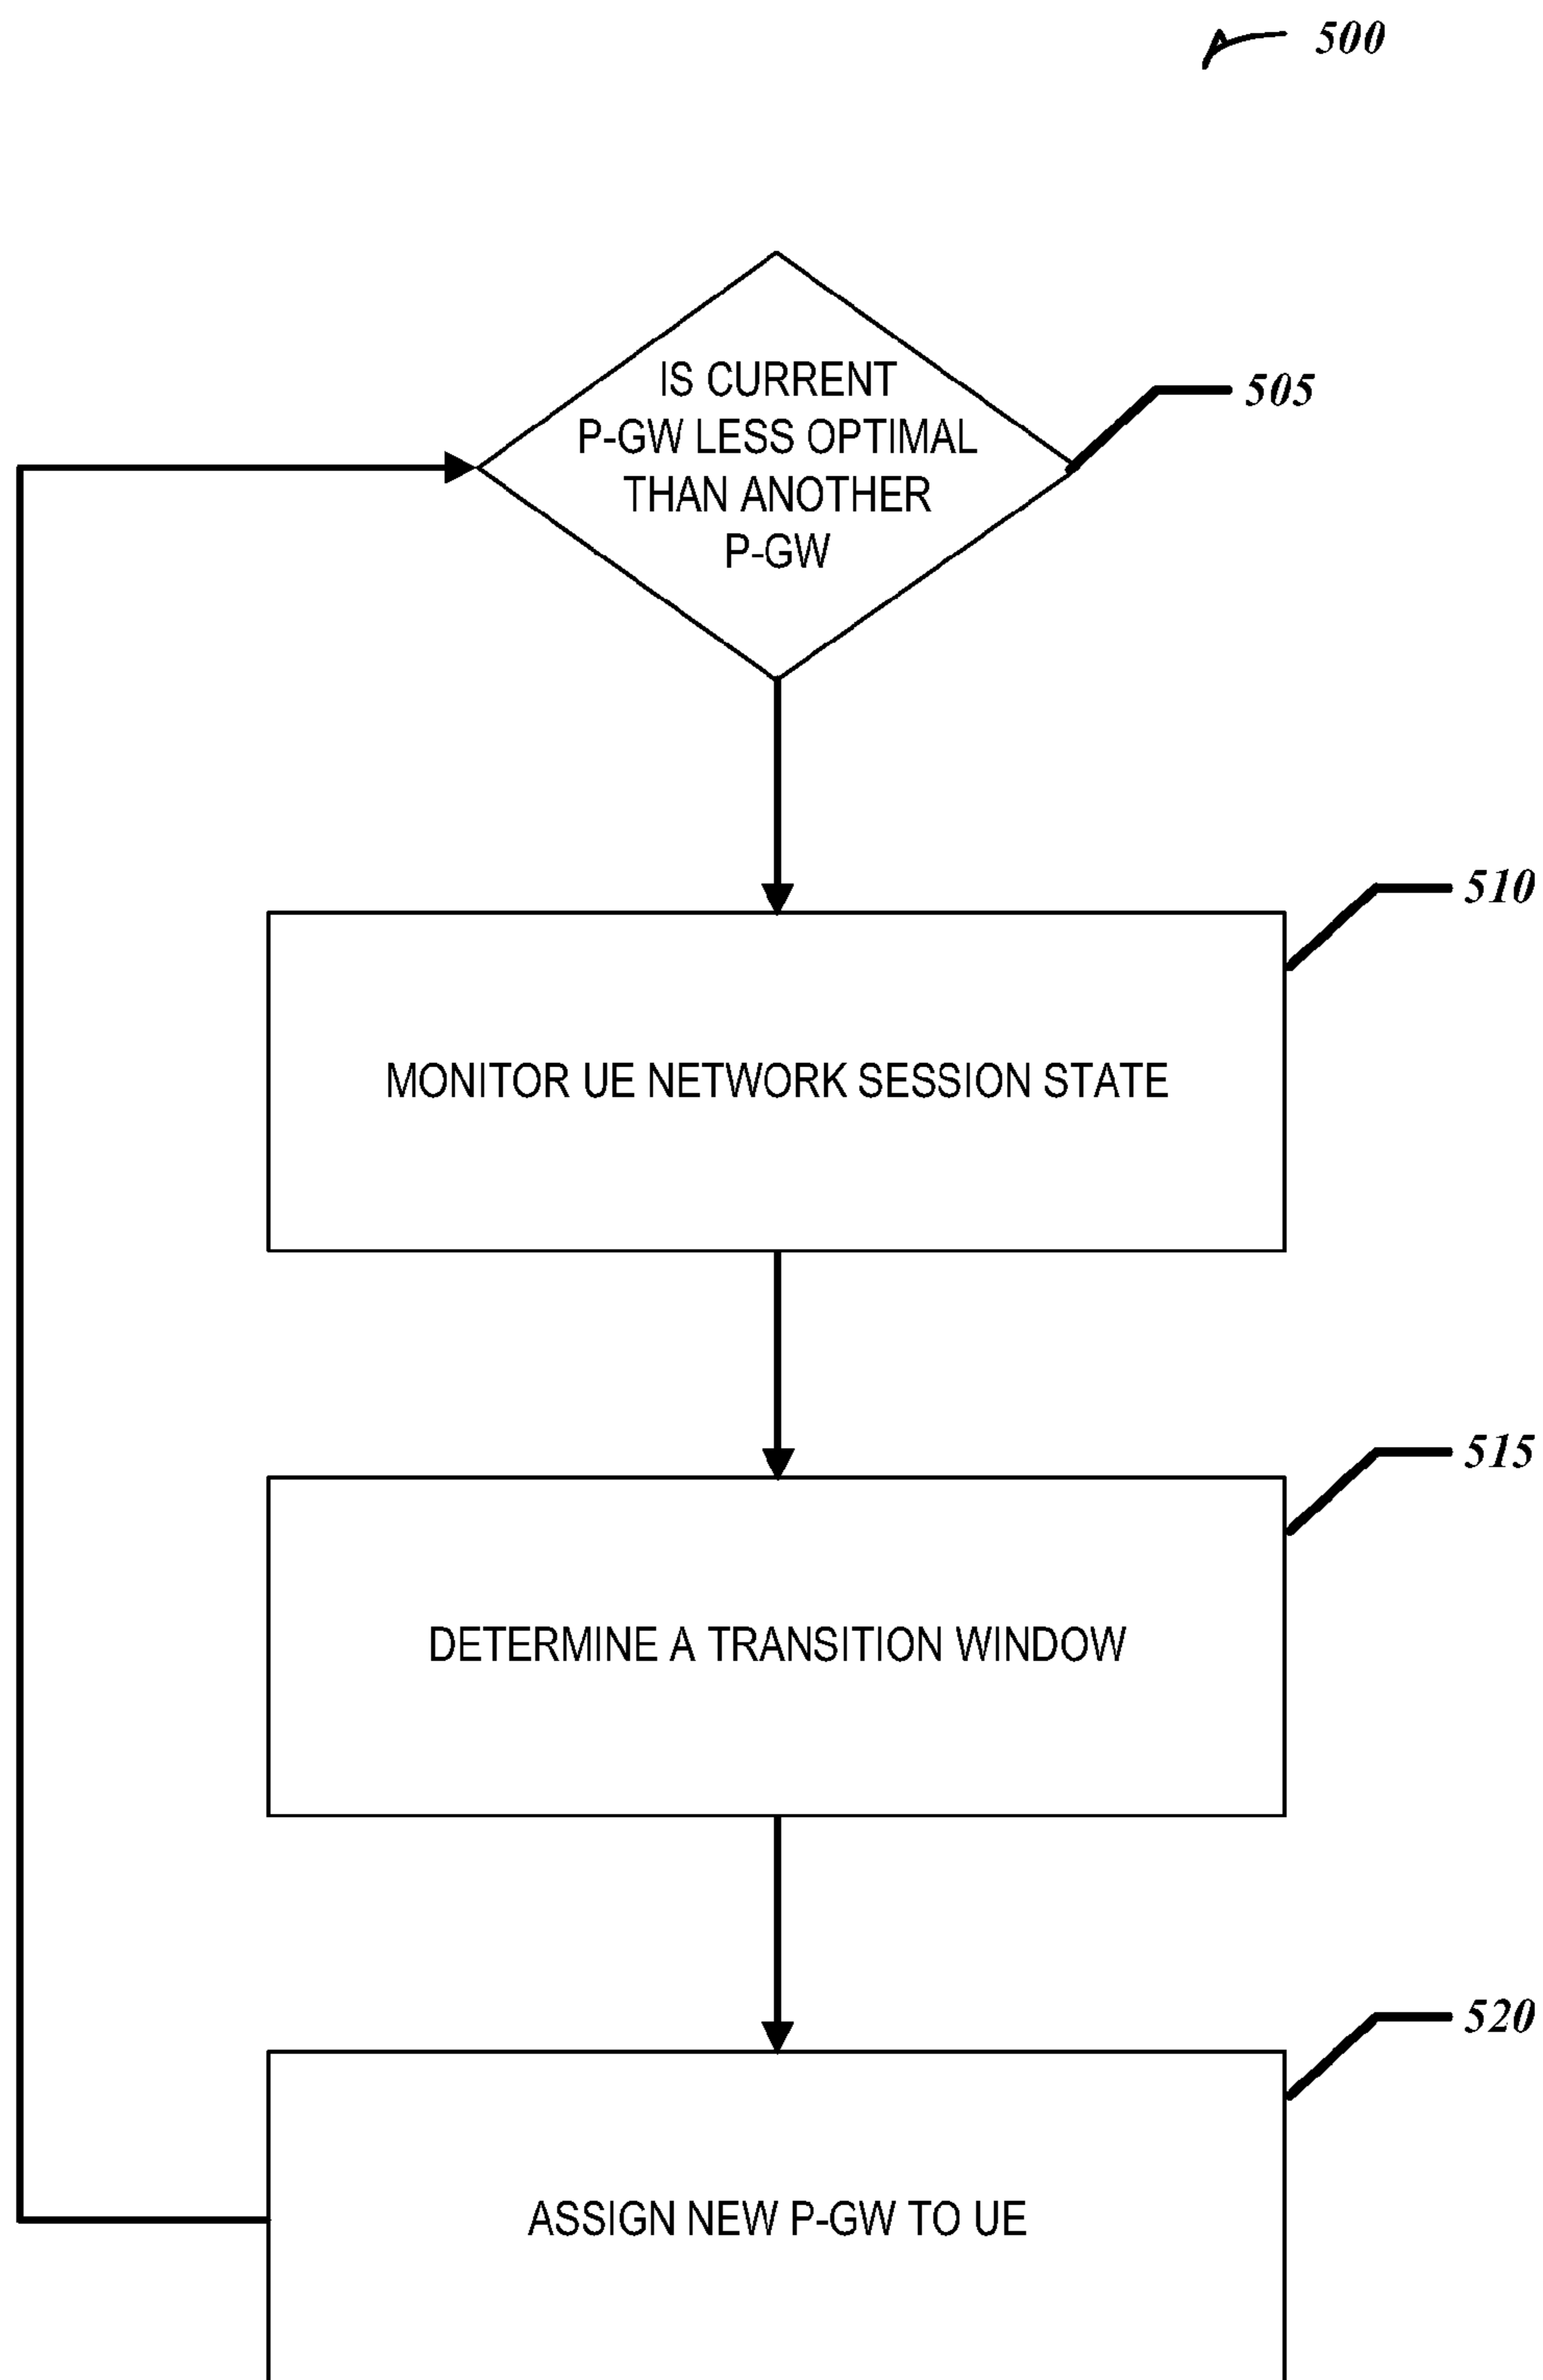 500
IS CURRENT
P-GW LESS OPTIMAL
THAN ANOTHER
P-GW
505
510
MONITOR UE NETWORK SESSION STATE
515
DETERMINE A TRANSITION WINDOW
520
ASSIGN NEW P-GW TO UE